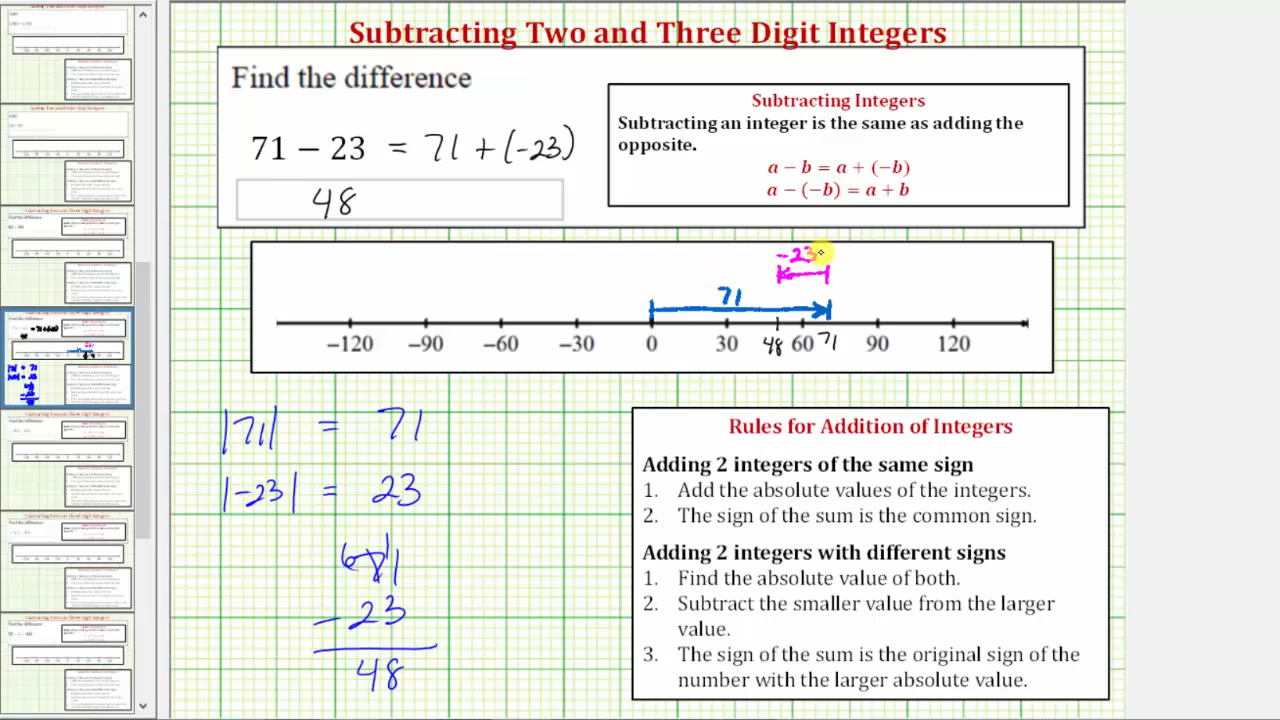 Subtracting Two and Three Digit Integers
Find the difference
71 − 23 = 71 + (-23)
48
Subtracting Integers
Subtracting an integer is the same as adding the
opposite.
a − b = a + (−b)
a − (−b) = a + b
-23
71
−120 −90 −60 −30 0 30 60 90 120
48 71
|71| = 71
|-23| = 23
6 7 11
- 23
48
Rules for Addition of Integers
Adding 2 integers of the same sign
1. Add the absolute values of the integers.
2. The sign of the sum is the common sign.
Adding 2 integers with different signs
1. Find the absolute value of both.
2. Subtract the smaller value from the larger
value.
3. The sign of the sum is the original sign of the
number with the larger absolute value.